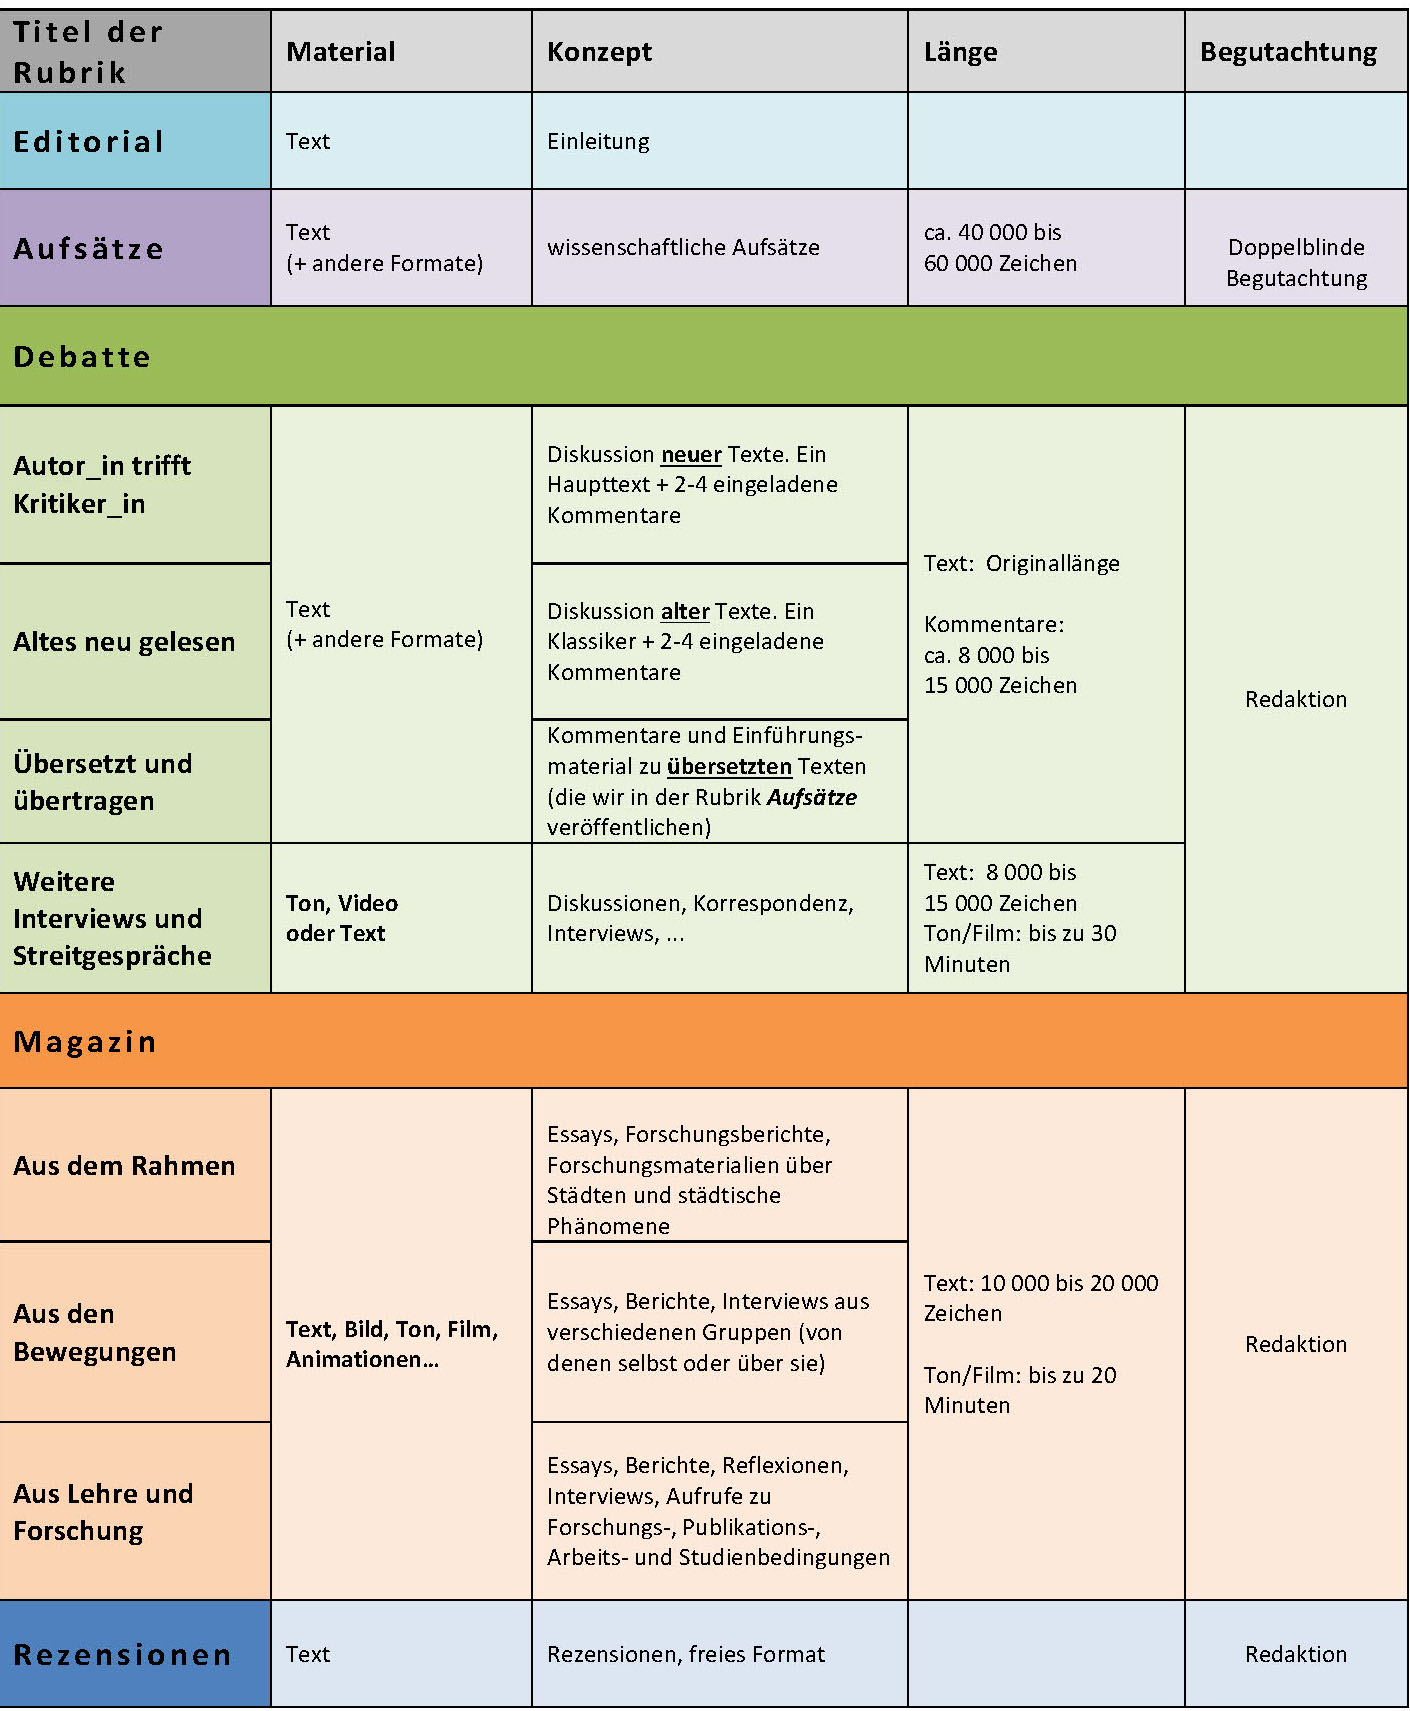 Titel der
Rubrik
Material
Konzept
Länge
Begutachtung
Editorial
Text
Einleitung
Aufsätze
Text
(+ andere Formate)
wissenschaftliche Aufsätze
ca. 40 000 bis
60 000 Zeichen
Doppelblinde
Begutachtung
Debatte
Autor_in trifft
Kritiker_in
Text
(+ andere Formate)
Diskussion neuer Texte. Ein
Haupttext + 2-4 eingeladene
Kommentare
Text:  Originallänge
Kommentare:
ca. 8 000 bis
15 000 Zeichen
Redaktion
Altes neu gelesen
Diskussion alter Texte. Ein
Klassiker + 2-4 eingeladene
Kommentare
Übersetzt und
übertragen
Kommentare und Einführungs-
material zu übersetzten Texten
(die wir in der Rubrik Aufsätze
veröffentlichen)
Weitere
Interviews und
Streitgespräche
Ton, Video
oder Text
Diskussionen, Korrespondenz,
Interviews, ...
Text:  8 000 bis
15 000 Zeichen
Ton/Film: bis zu 30
Minuten
Magazin
Aus dem Rahmen
Text, Bild, Ton, Film,
Animationen…
Essays, Forschungsberichte,
Forschungsmaterialien über
Städten und städtische
Phänomene
Text: 10 000 bis 20 000
Zeichen
Ton/Film: bis zu 20
Minuten
Redaktion
Aus den
Bewegungen
Essays, Berichte, Interviews aus
verschiedenen Gruppen (von
denen selbst oder über sie)
Aus Lehre und
Forschung
Essays, Berichte, Reflexionen,
Interviews, Aufrufe zu
Forschungs-, Publikations-,
Arbeits- und Studienbedingungen
Rezensionen
Text
Rezensionen, freies Format
Redaktion